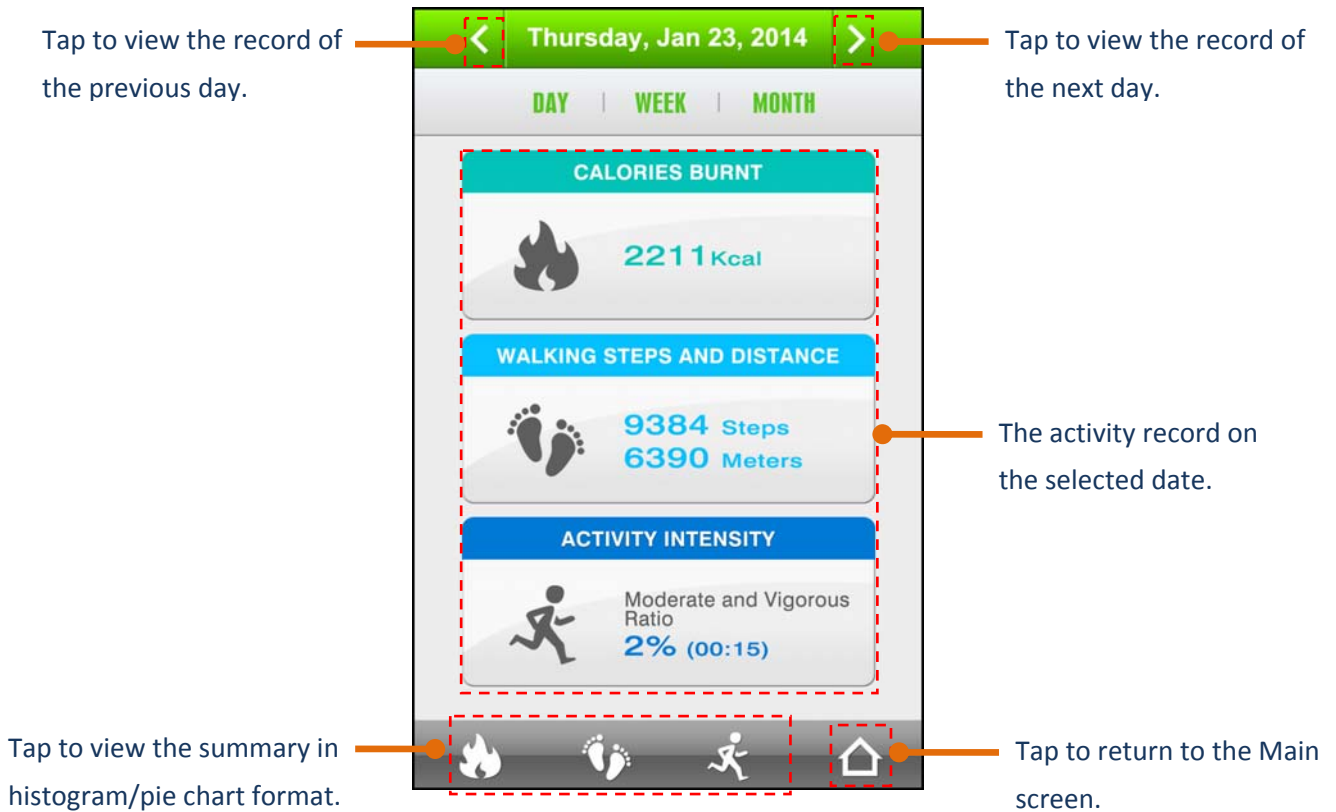 Tap to view the record of
the previous day.
Thursday, Jan 23, 2014
Tap to view the record of
the next day.
DAY | WEEK | MONTH
CALORIES BURNT
2211 Kcal
WALKING STEPS AND DISTANCE
9384 Steps
6390 Meters
The activity record on
the selected date.
ACTIVITY INTENSITY
Moderate and Vigorous
Ratio
2% (00:15)
Tap to view the summary in
histogram/pie chart format.
Tap to return to the Main
screen.